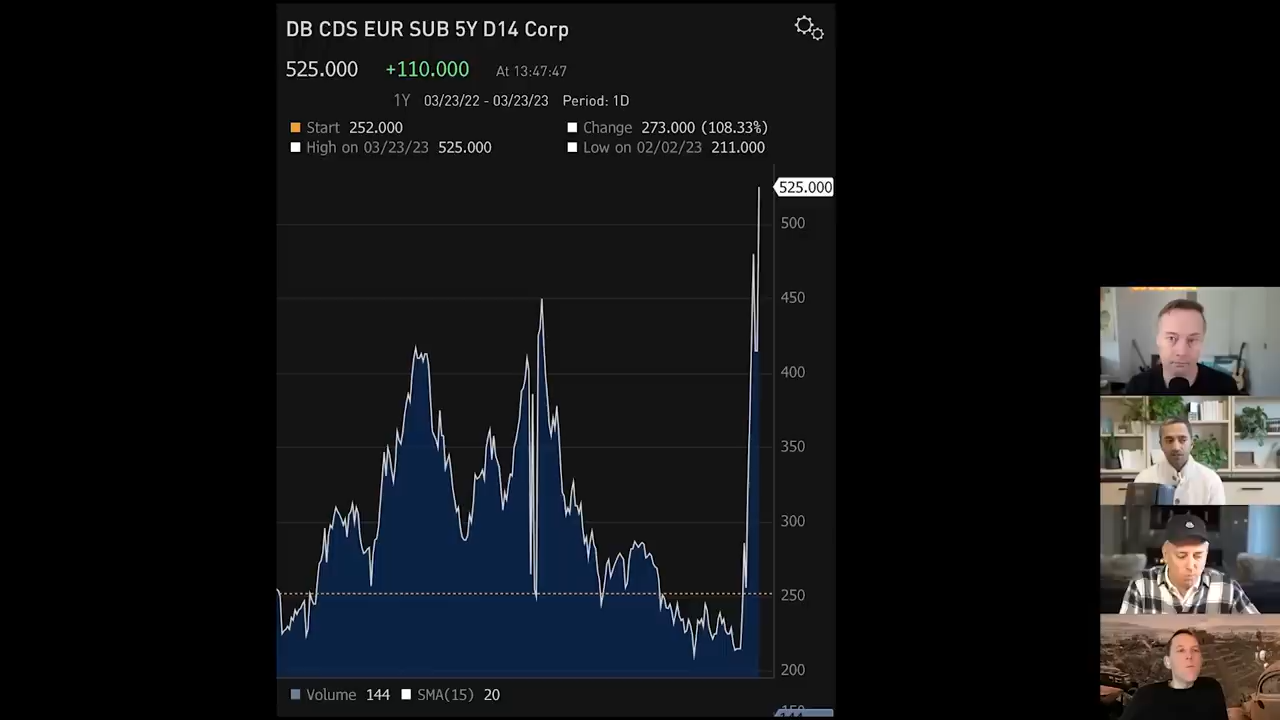 DB CDS EUR SUB 5Y D14 Corp
525.000 +110.000 At 13:47:47
1Y 03/23/22 - 03/23/23 Period: 1D
Start 252.000 Change 273.000 (108.33%)
High on 03/23/23 525.000 Low on 02/02/23 211.000
525.000
500
450
400
350
300
250
200
Volume 144 SMA(15) 20